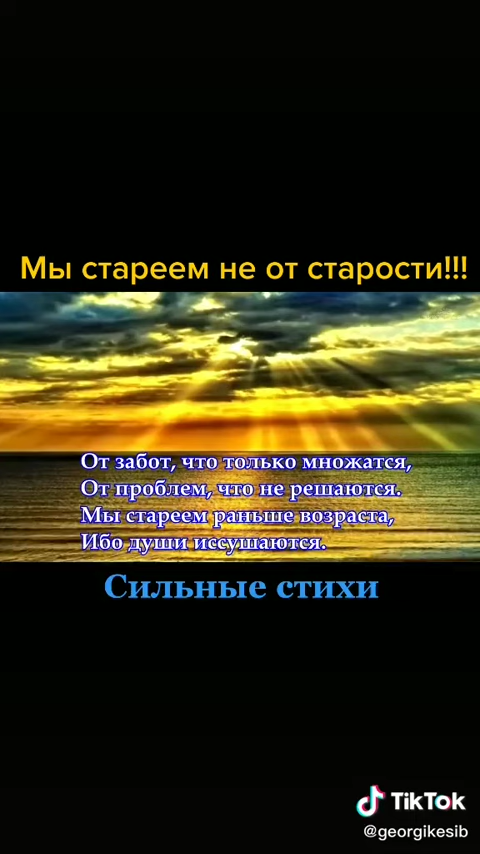 Мы стареем не от старости!!!
От забот, что только множатся,
От проблем, что не решаются.
Мы стареем раньше возраста,
Ибо души иссушаются.
Сильные стихи
TikTok
@georgikesib